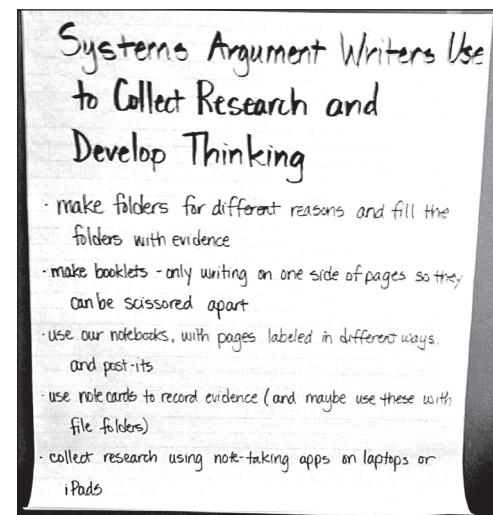 Systems Argument Writers Use
to Collect Research and
Develop Thinking
· make folders for different reasons and fill the
folders with evidence
· make booklets - only writing on one side of pages so they
can be scissored apart
· use our notebooks, with pages labeled in different ways,
and post-its
· use note cards to record evidence (and maybe use these with
file folders)
· collect research using note-taking apps on laptops or
iPads